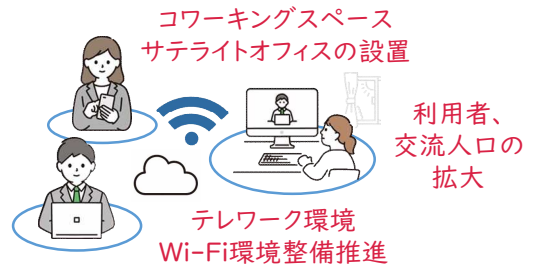 コワーキングスペース
サテライトオフィスの設置
利用者、
交流人口の
拡大
テレワーク環境
Wi-Fi環境整備推進